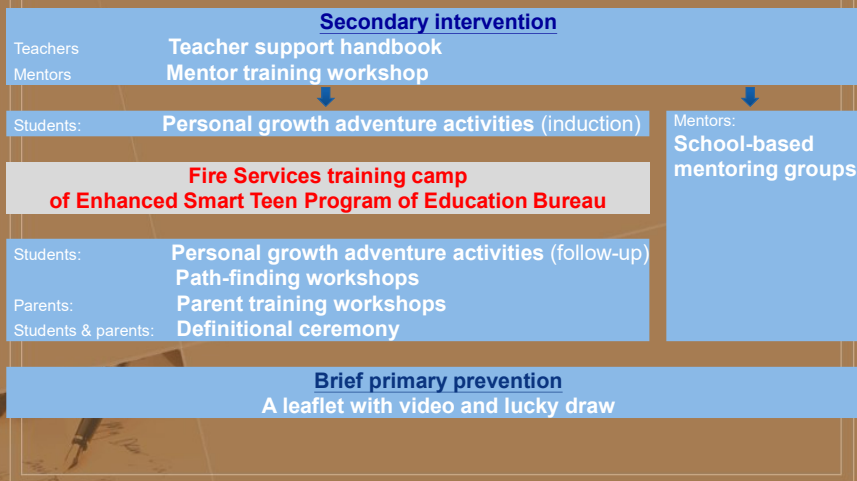 Secondary intervention
Teachers Teacher support handbook
Mentors Mentor training workshop
Students: Personal growth adventure activities (induction)
Fire Services training camp
of Enhanced Smart Teen Program of Education Bureau
Students: Personal growth adventure activities (follow-up)
Path-finding workshops
Parents: Parent training workshops
Students & parents: Definitional ceremony
Mentors:
School-based
mentoring groups
Brief primary prevention
A leaflet with video and lucky draw